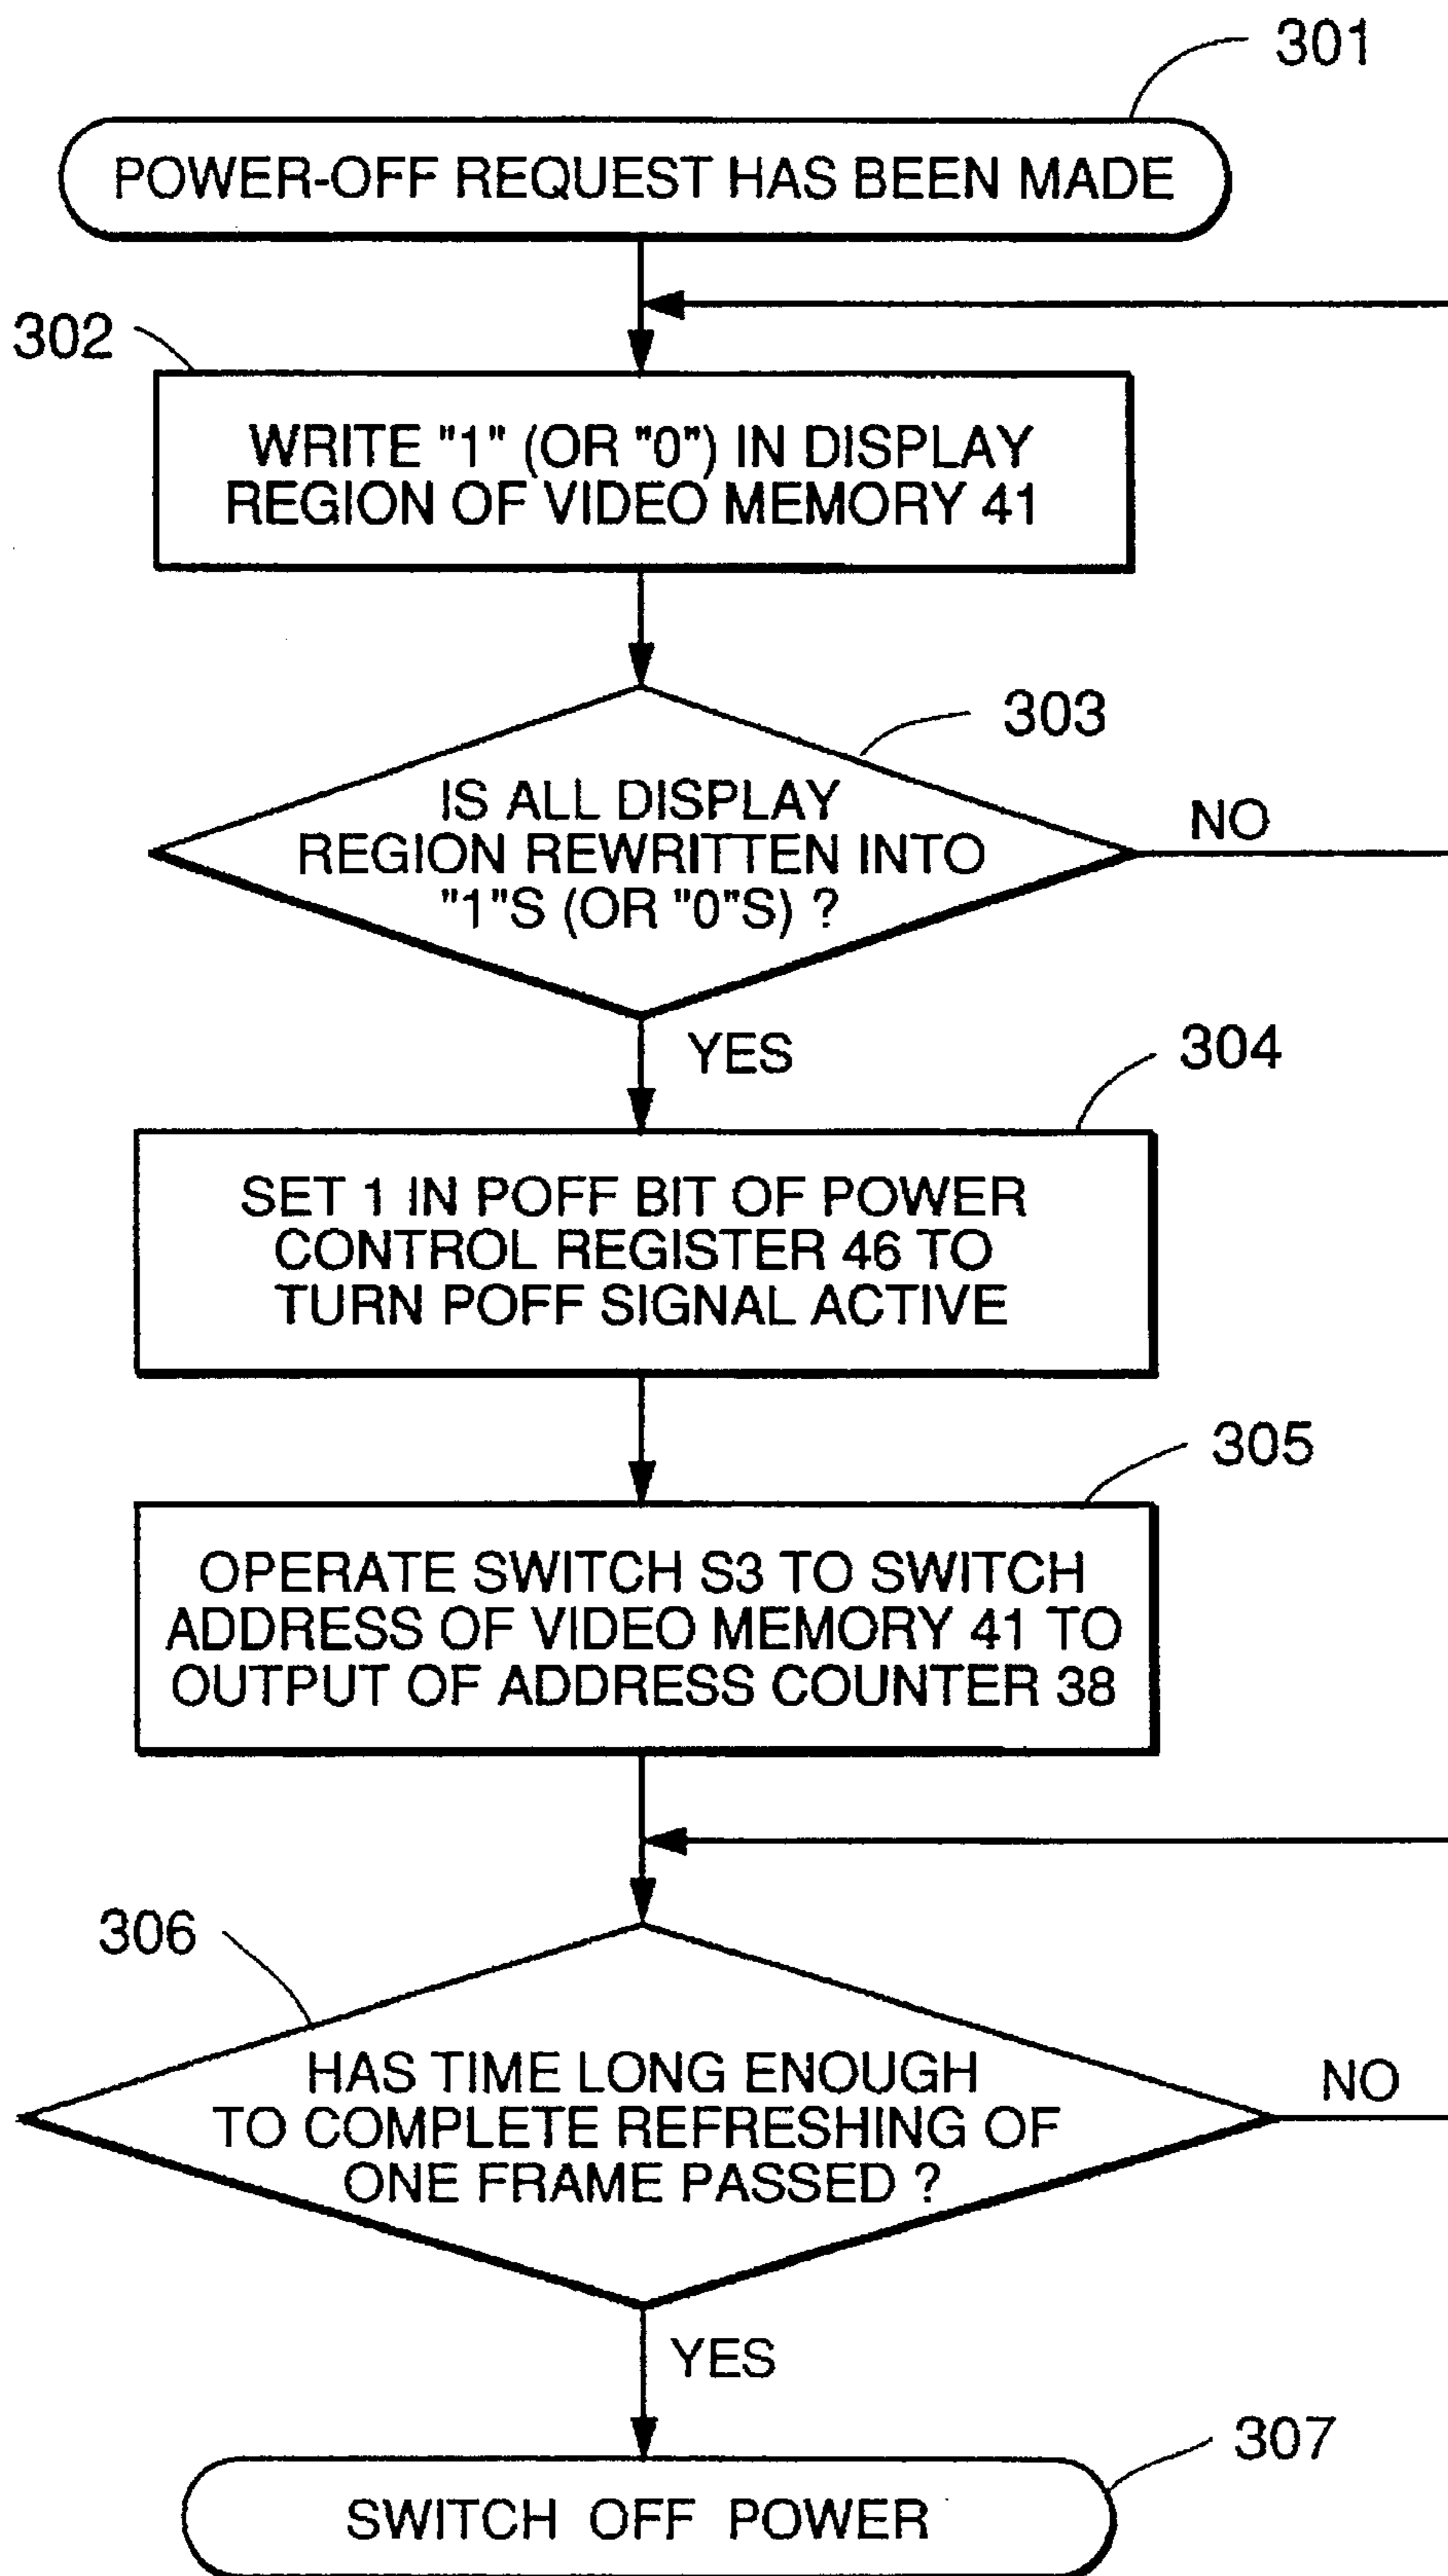 301
POWER-OFF REQUEST HAS BEEN MADE
302
WRITE "1" (OR "0") IN DISPLAY
REGION OF VIDEO MEMORY 41
303
IS ALL DISPLAY
REGION REWRITTEN INTO
"1"S (OR "0"S) ?
NO
YES
304
SET 1 IN POFF BIT OF POWER
CONTROL REGISTER 46 TO
TURN POFF SIGNAL ACTIVE
305
OPERATE SWITCH S3 TO SWITCH
ADDRESS OF VIDEO MEMORY 41 TO
OUTPUT OF ADDRESS COUNTER 38
306
HAS TIME LONG ENOUGH
TO COMPLETE REFRESHING OF
ONE FRAME PASSED ?
NO
YES
307
SWITCH OFF POWER